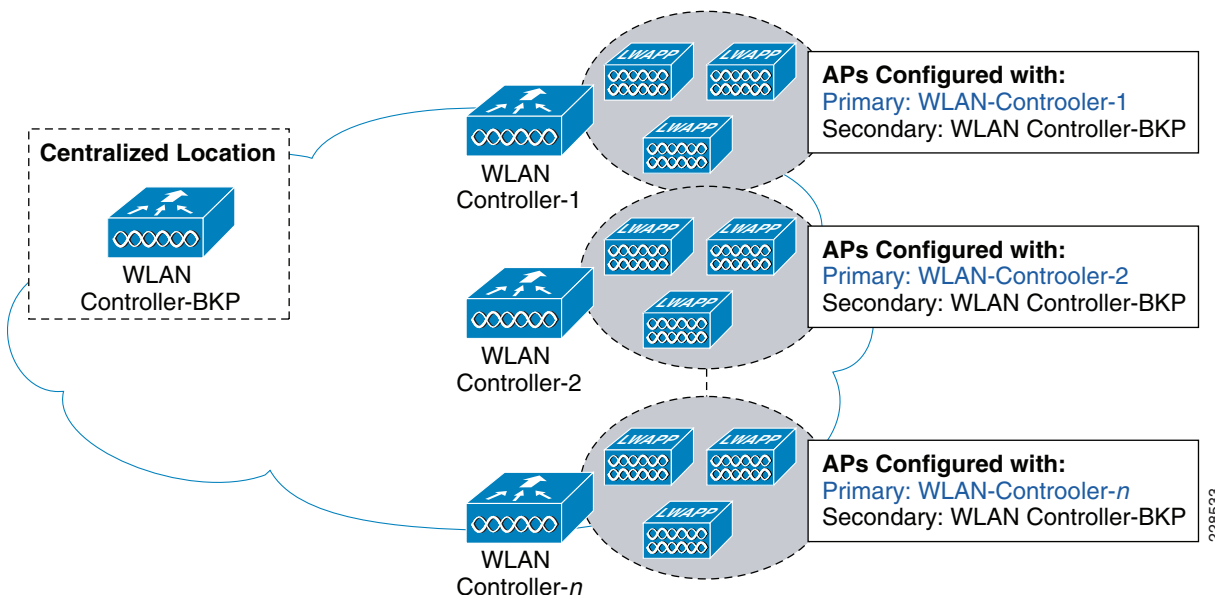 Centralized Location
WLAN
Controller-BKP
WLAN
Controller-1
LWAPP
LWAPP
LWAPP
APs Configured with:
Primary: WLAN-Controoler-1
Secondary: WLAN Controller-BKP
WLAN
Controller-2
LWAPP
LWAPP
LWAPP
APs Configured with:
Primary: WLAN-Controoler-2
Secondary: WLAN Controller-BKP
WLAN
Controller-n
LWAPP
LWAPP
LWAPP
APs Configured with:
Primary: WLAN-Controoler-n
Secondary: WLAN Controller-BKP